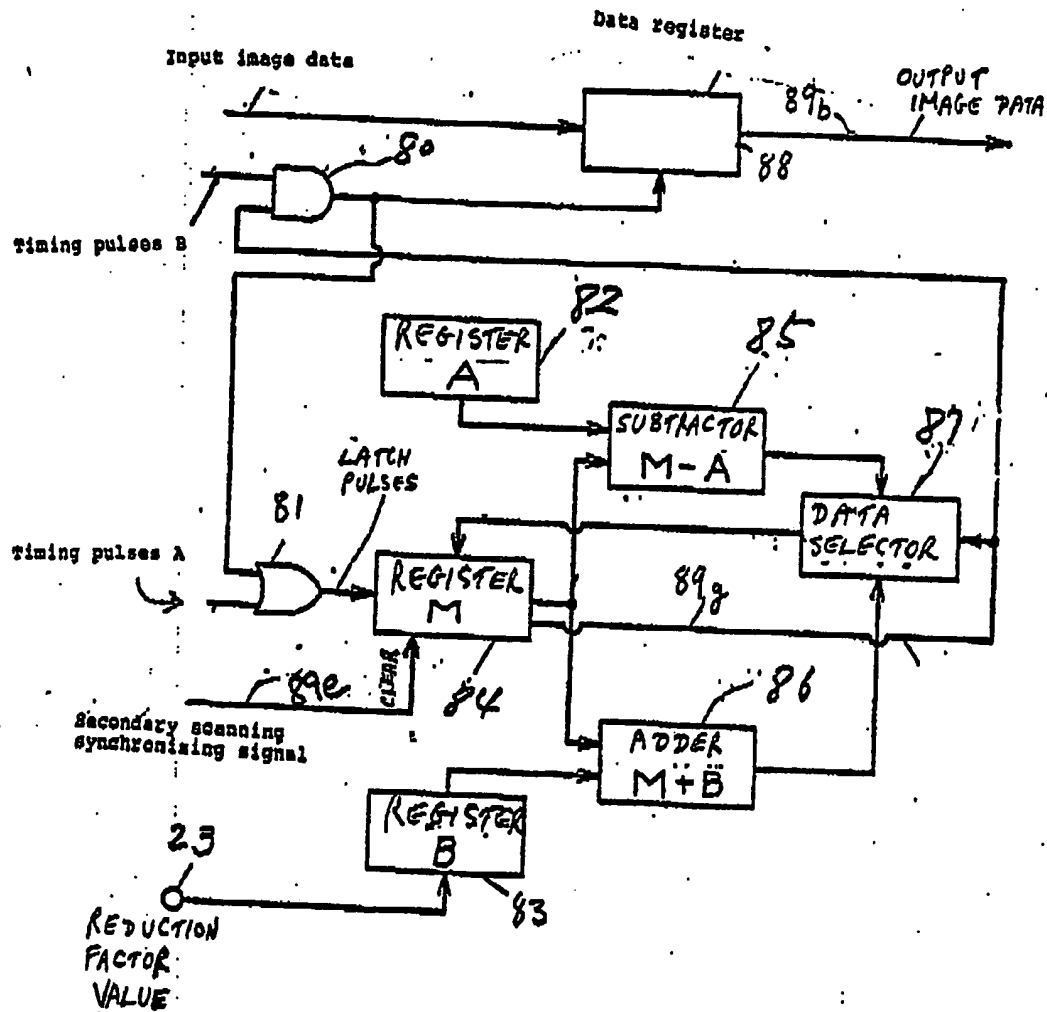 Data register
Input image data
89b
OUTPUT
IMAGE DATA
80
88
Timing pulses B
82
REGISTER
A
85
SUBTRACTOR
M-A
87
LATCH
PULSES
81
DATA
SELECTOR
Timing pulses A
REGISTER
M
89g
CLEAR
89e
84
86
Secondary scanning
synchronizing signal
ADDER
M+B
REGISTER
B
23
83
REDUCTION
FACTOR
VALUE